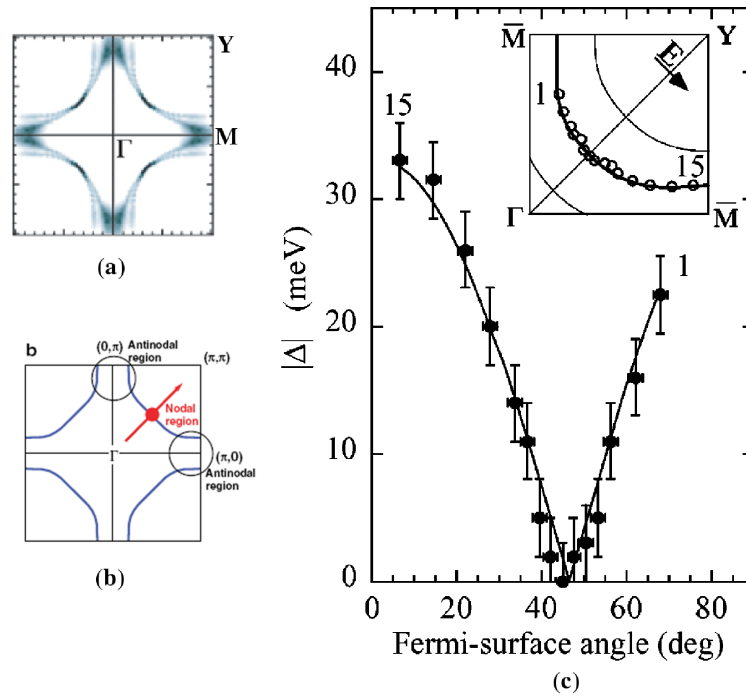 (a)
Y
M
Γ
(a)
b
(0,π)
Antinodal
region
(π,π)
Nodal
region
Γ
(π,0)
Antinodal
region
(b)
|Δ| (meV)
40
30
20
10
0
15
1
M̅
Y
E
1
15
Γ
M̅
0 20 40 60 80
Fermi-surface angle (deg)
(c)